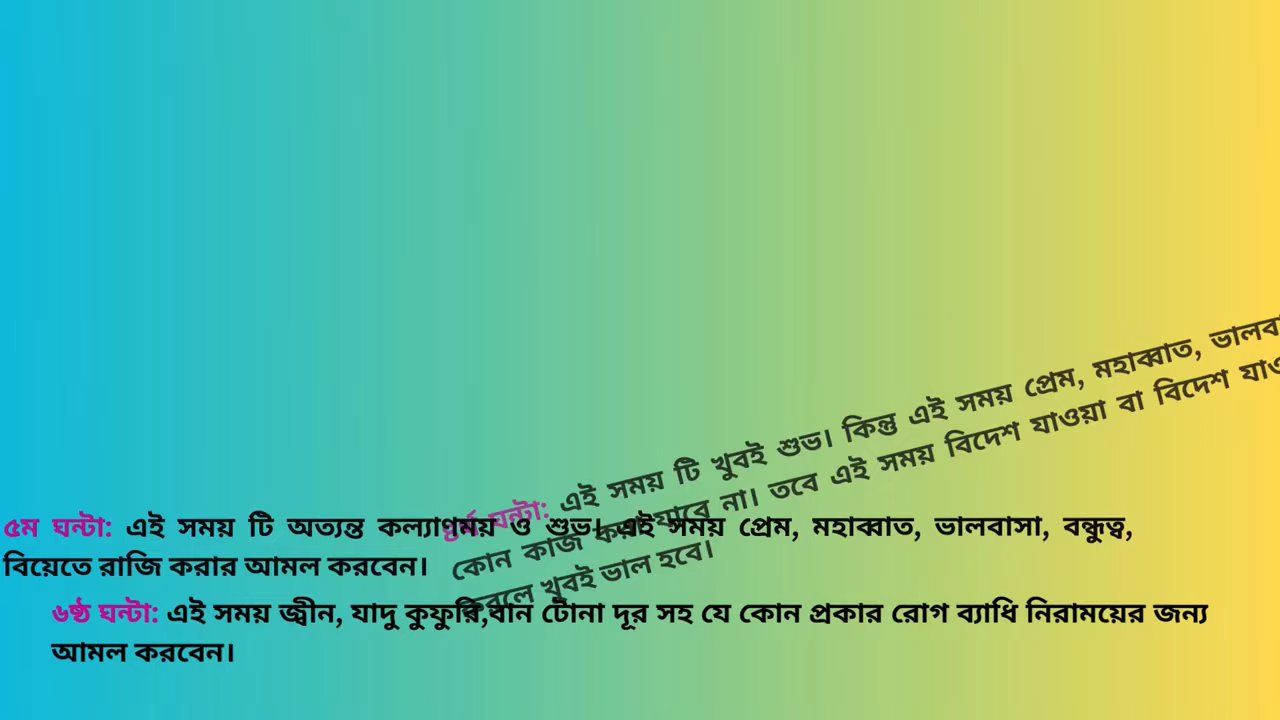 এই সময় টি খুবই শুভ। কিন্তু এই সময় প্রেম, মহাব্বাত,
কোন কাজ করা যাবে না। তবে এই সময় বিদেশ যাওয়া বা বিদেশ
করলে খুবই ভাল হবে।
৫ম ঘন্টা: এই সময় টি অত্যন্ত কল্যাণময় ও শুভ। এই সময় প্রেম, মহাব্বাত, ভালবাসা, বন্ধুত্ব,
বিয়েতে রাজি করার আমল করবেন।
৬ষ্ঠ ঘন্টা: এই সময় জ্বীন, যাদু কুফুরি,বান টোনা দূর সহ যে কোন প্রকার রোগ ব্যাধি নিরাময়ের জন্য
আমল করবেন।